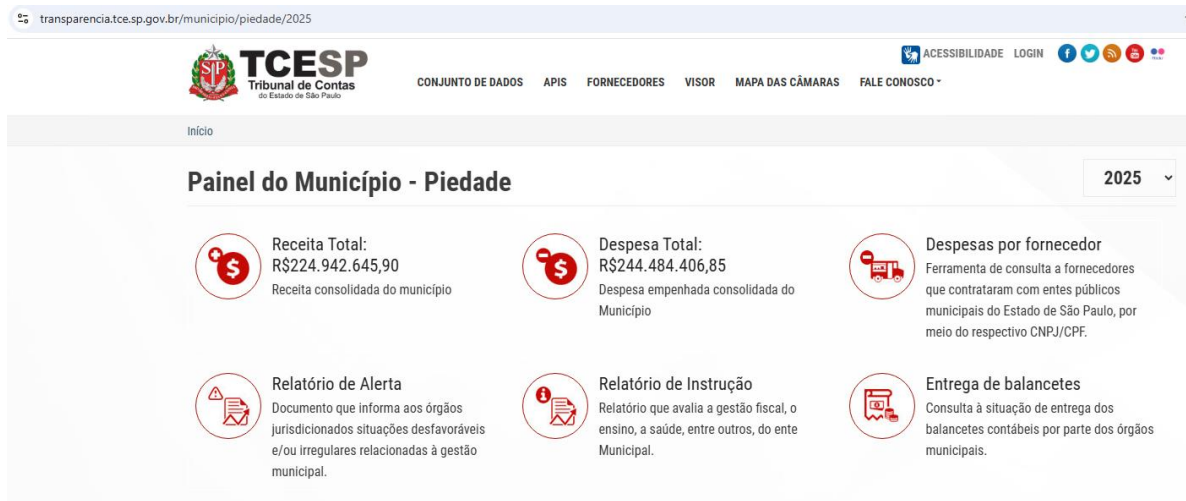 transparencia.tce.sp.gov.br/municipio/piedade/2025
TCESP
Tribunal de Contas
do Estado de São Paulo
ACESSIBILIDADE LOGIN
CONJUNTO DE DADOS APIS FORNECEDORES VISOR MAPA DAS CÂMARAS FALE CONOSCO
Início
Painel do Município - Piedade
2025
Receita Total:
R$224.942.645,90
Receita consolidada do município
Despesa Total:
R$244.484.406,85
Despesa empenhada consolidada do
Município
Despesas por fornecedor
Ferramenta de consulta a fornecedores
que contrataram com entes públicos
municipais do Estado de São Paulo, por
meio do respectivo CNPJ/CPF.
Relatório de Alerta
Documento que informa aos órgãos
jurisdicionados situações desfavoráveis
e/ou irregulares relacionadas à gestão
municipal.
Relatório de Instrução
Relatório que avalia a gestão fiscal, o
ensino, a saúde, entre outros, do ente
Municipal.
Entrega de balancetes
Consulta à situação de entrega dos
balancetes contábeis por parte dos órgãos
municipais.